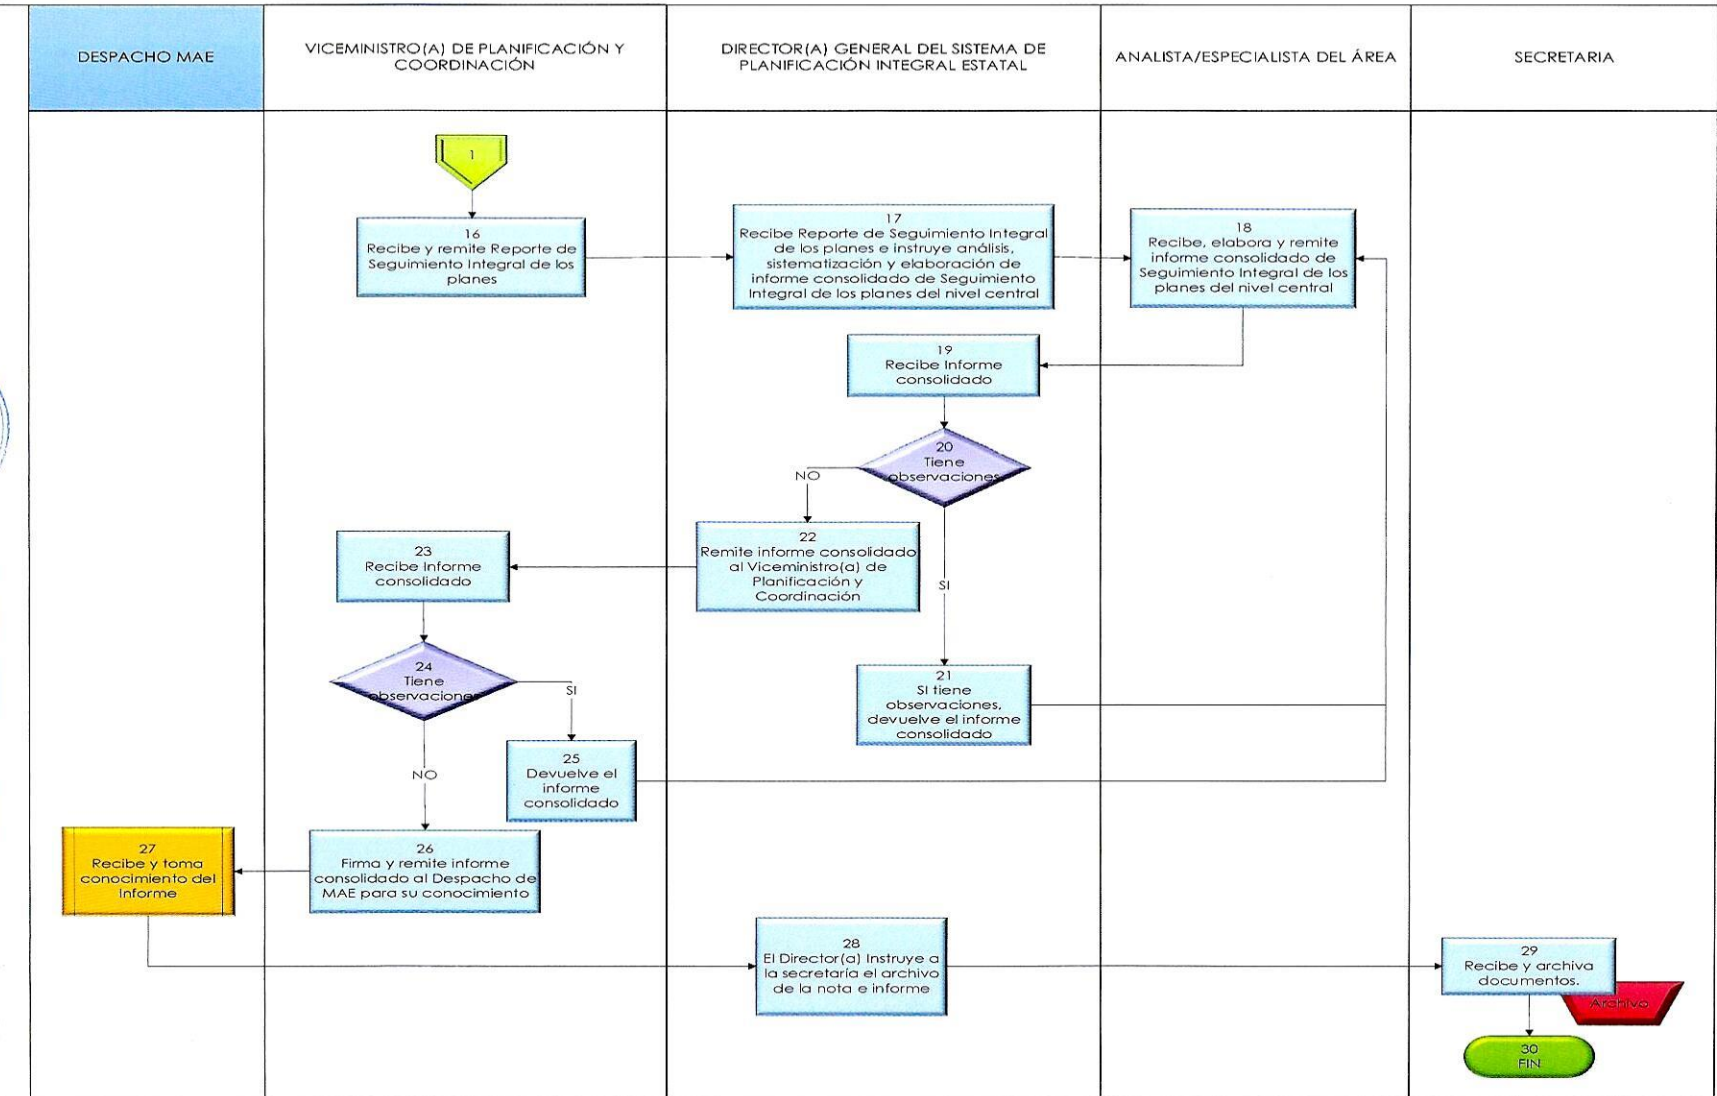 DESPACHO MAE
VICEMINISTRO(A) DE PLANIFICACIÓN Y
COORDINACIÓN
DIRECTOR(A) GENERAL DEL SISTEMA DE
PLANIFICACIÓN INTEGRAL ESTATAL
ANALISTA/ESPECIALISTA DEL ÁREA
SECRETARIA
1
16
Recibe y remite Reporte de
Seguimiento Integral de los
planes
17
Recibe Reporte de Seguimiento Integral
de los planes e instruye análisis,
sistematización y elaboración de
informe consolidado de Seguimiento
Integral de los planes del nivel central
18
Recibe, elabora y remite
informe consolidado de
Seguimiento Integral de los
planes del nivel central
19
Recibe Informe
consolidado
20
Tiene
observaciones
NO
SI
22
Remite informe consolidado
al Viceministro(a) de
Planificación y
Coordinación
23
Recibe Informe
consolidado
24
Tiene
observaciones
SI
NO
21
SI tiene
observaciones,
devuelve el informe
consolidado
25
Devuelve el
informe
consolidado
26
Firma y remite informe
consolidado al Despacho de
MAE para su conocimiento
27
Recibe y toma
conocimiento del
Informe
28
El Director(a) Instruye a
la secretaría el archivo
de la nota e informe
29
Recibe y archiva
documentos.
Archivo
30
FIN